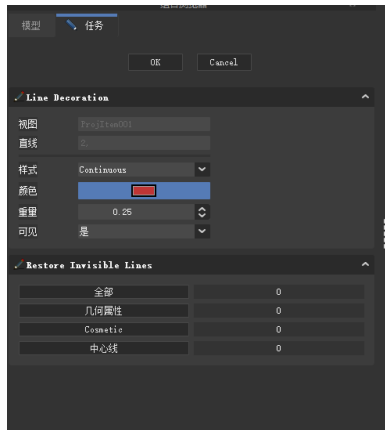 模型 任务
OK Cancel
Line Decoration
视图 ProjItem001
直线 2,
样式 Continuous
颜色
重里 0.25
可见 是
Restore Invisible Lines
全部 0
几何属性 0
Cosmetic 0
中心线 0